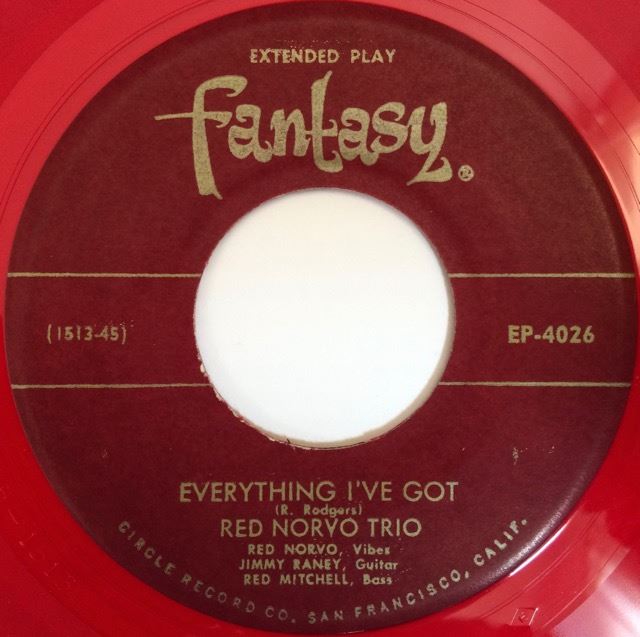 EXTENDED PLAY
Fantasy®
(1513-45)
EP-4026
EVERYTHING I'VE GOT
(R. Rodgers)
RED NORVO TRIO
RED NORVO, Vibes
JIMMY RANEY, Guitar
RED MITCHELL, Bass
CIRCLE RECORD CO. SAN FRANCISCO, CALIF.